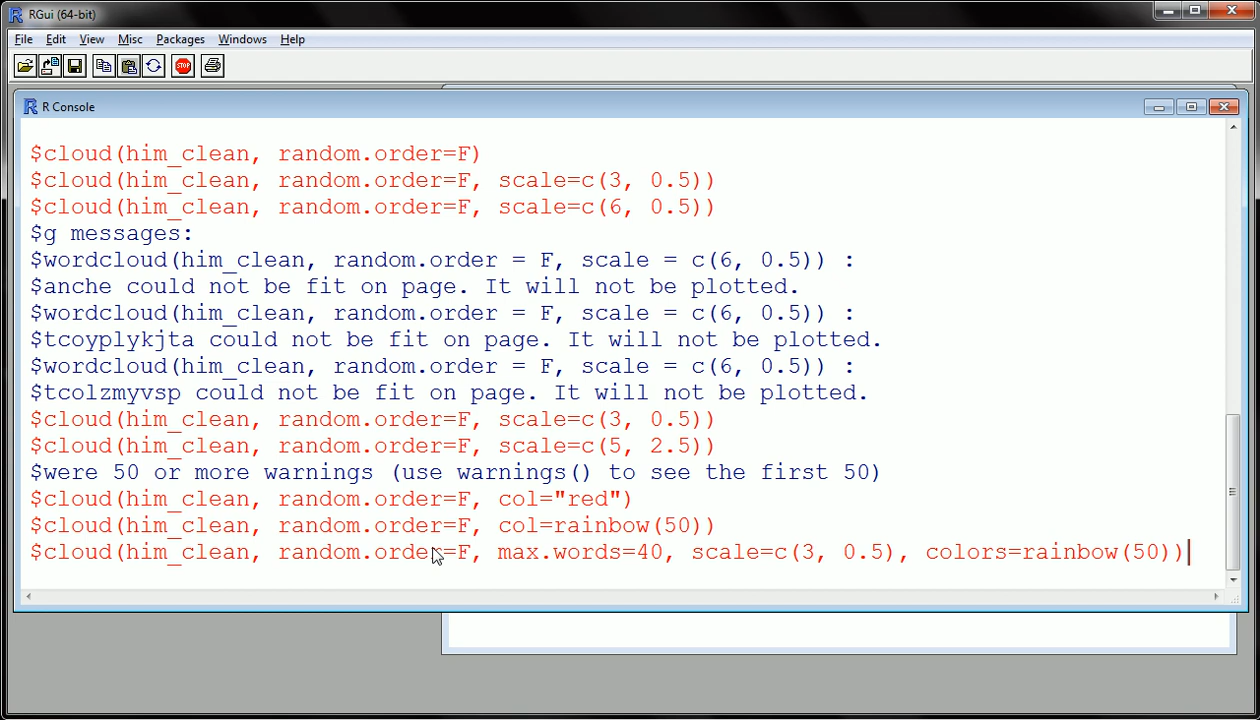 RGui (64-bit)
File Edit View Misc Packages Windows Help
STOP
R Console
$cloud(him_clean, random.order=F)
$cloud(him_clean, random.order=F, scale=c(3, 0.5))
$cloud(him_clean, random.order=F, scale=c(6, 0.5))
$g messages:
$wordcloud(him_clean, random.order = F, scale = c(6, 0.5)) :
$anche could not be fit on page. It will not be plotted.
$wordcloud(him_clean, random.order = F, scale = c(6, 0.5)) :
$tcoyplykjta could not be fit on page. It will not be plotted.
$wordcloud(him_clean, random.order = F, scale = c(6, 0.5)) :
$tcolzmyvsp could not be fit on page. It will not be plotted.
$cloud(him_clean, random.order=F, scale=c(3, 0.5))
$cloud(him_clean, random.order=F, scale=c(5, 2.5))
$were 50 or more warnings (use warnings() to see the first 50)
$cloud(him_clean, random.order=F, col="red")
$cloud(him_clean, random.order=F, col=rainbow(50))
$cloud(him_clean, random.order=F, max.words=40, scale=c(3, 0.5), colors=rainbow(50))